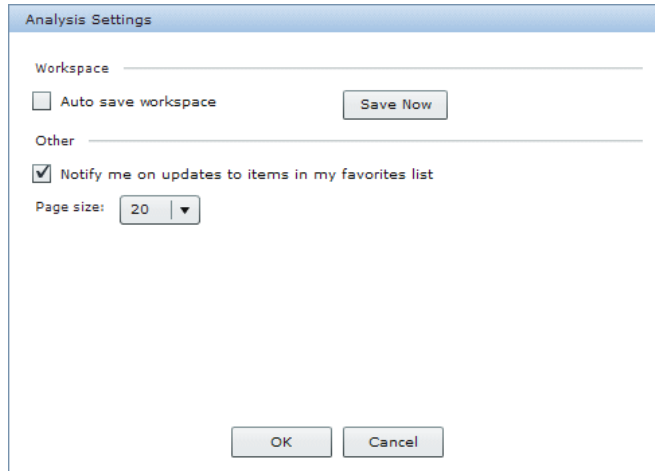 Analysis Settings
Workspace
Auto save workspace
Save Now
Other
Notify me on updates to items in my favorites list
Page size: 20
OK Cancel